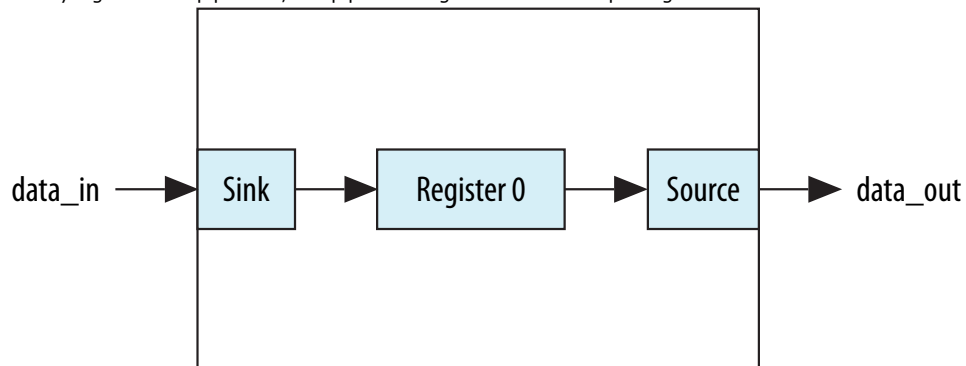 data_in
Sink
Register 0
Source
data_out